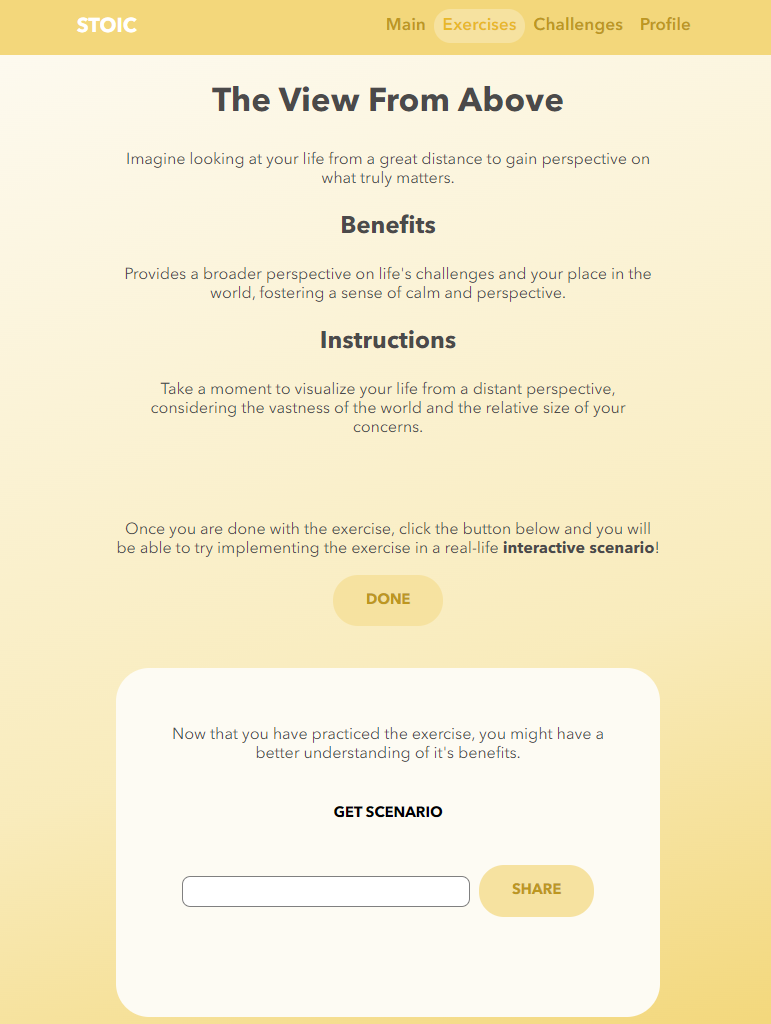 STOIC
Main Exercises Challenges Profile
The View From Above
Imagine looking at your life from a great distance to gain perspective on
what truly matters.
Benefits
Provides a broader perspective on life's challenges and your place in the
world, fostering a sense of calm and perspective.
Instructions
Take a moment to visualize your life from a distant perspective,
considering the vastness of the world and the relative size of your
concerns.
Once you are done with the exercise, click the button below and you will
be able to try implementing the exercise in a real-life interactive scenario!
DONE
Now that you have practiced the exercise, you might have a
better understanding of it's benefits.
GET SCENARIO
SHARE